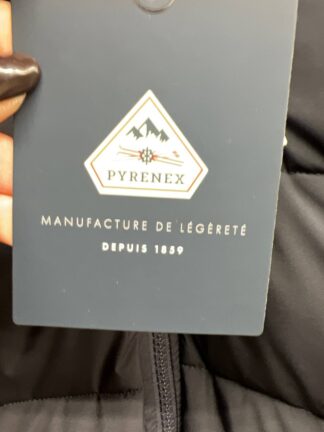 PYRENEX
MANUFACTURE DE LÉGÈRETÉ
DEPUIS 1859